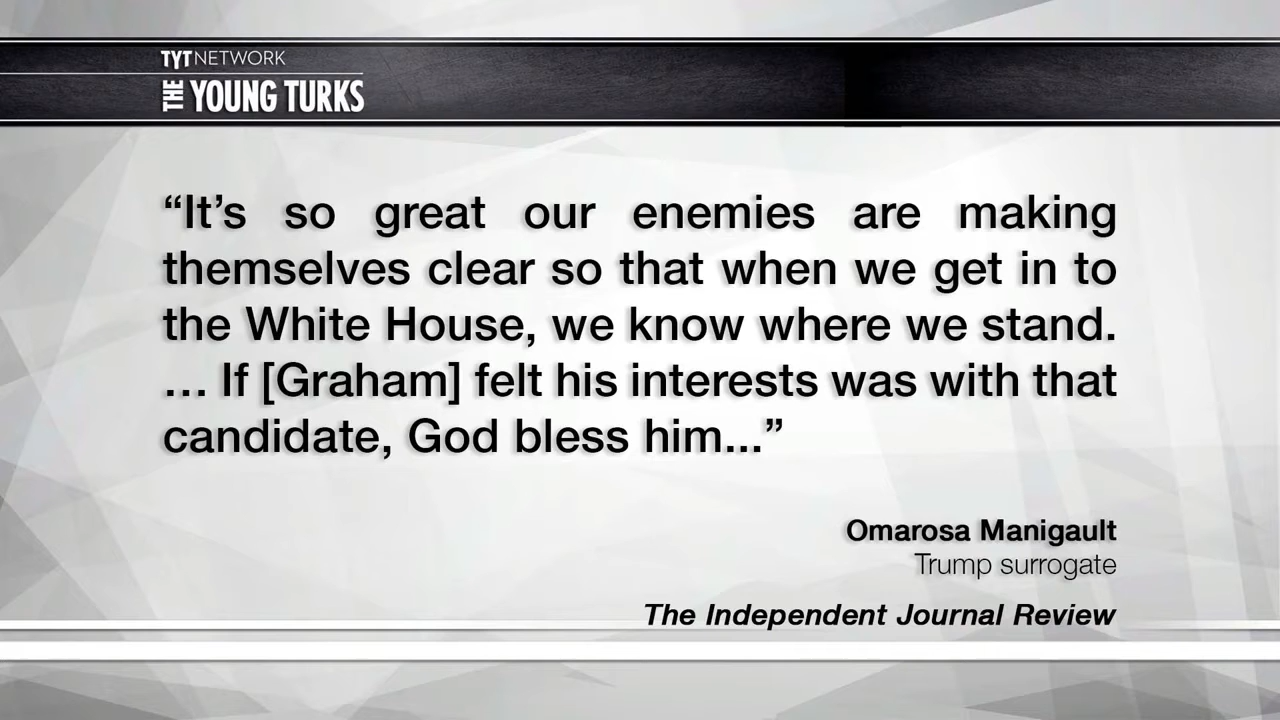 TYT NETWORK
THE YOUNG TURKS
“It’s so great our enemies are making
themselves clear so that when we get in to
the White House, we know where we stand.
… If [Graham] felt his interests was with that
candidate, God bless him...”
Omarosa Manigault
Trump surrogate
The Independent Journal Review